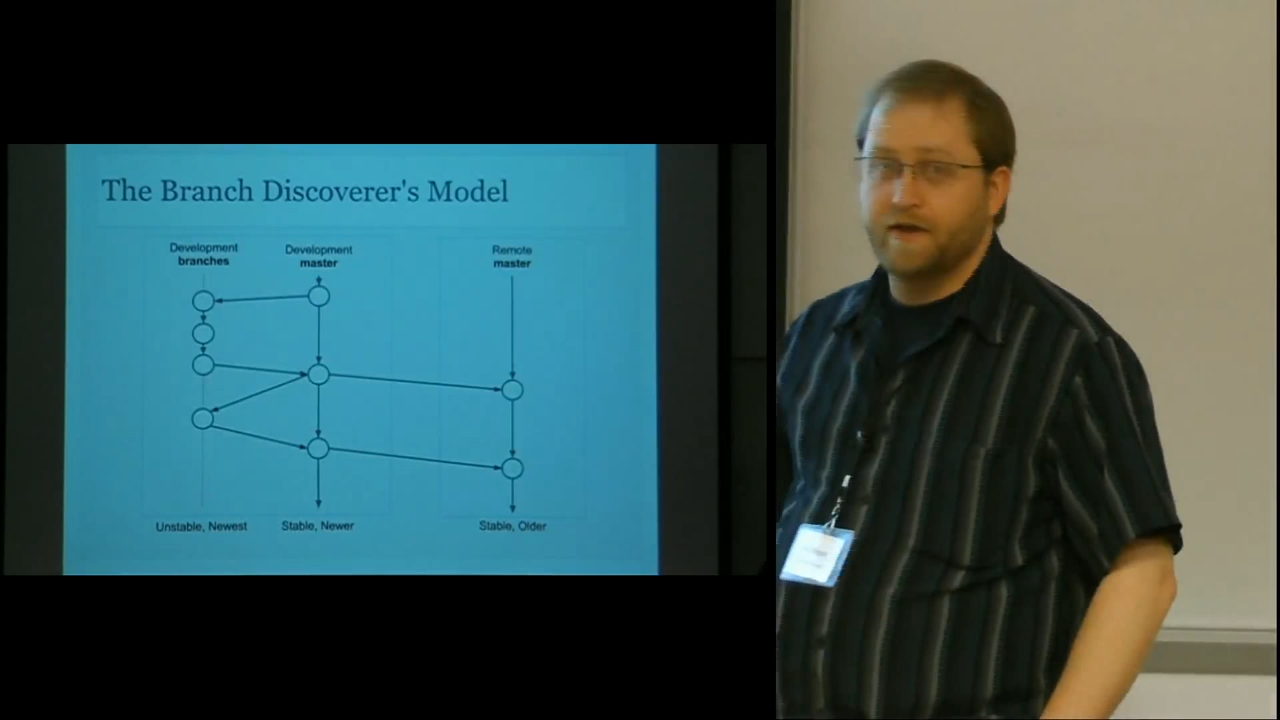 The Branch Discoverer's Model
Development
branches
Development
master
Remote
master
Unstable, Newest
Stable, Newer
Stable, Older